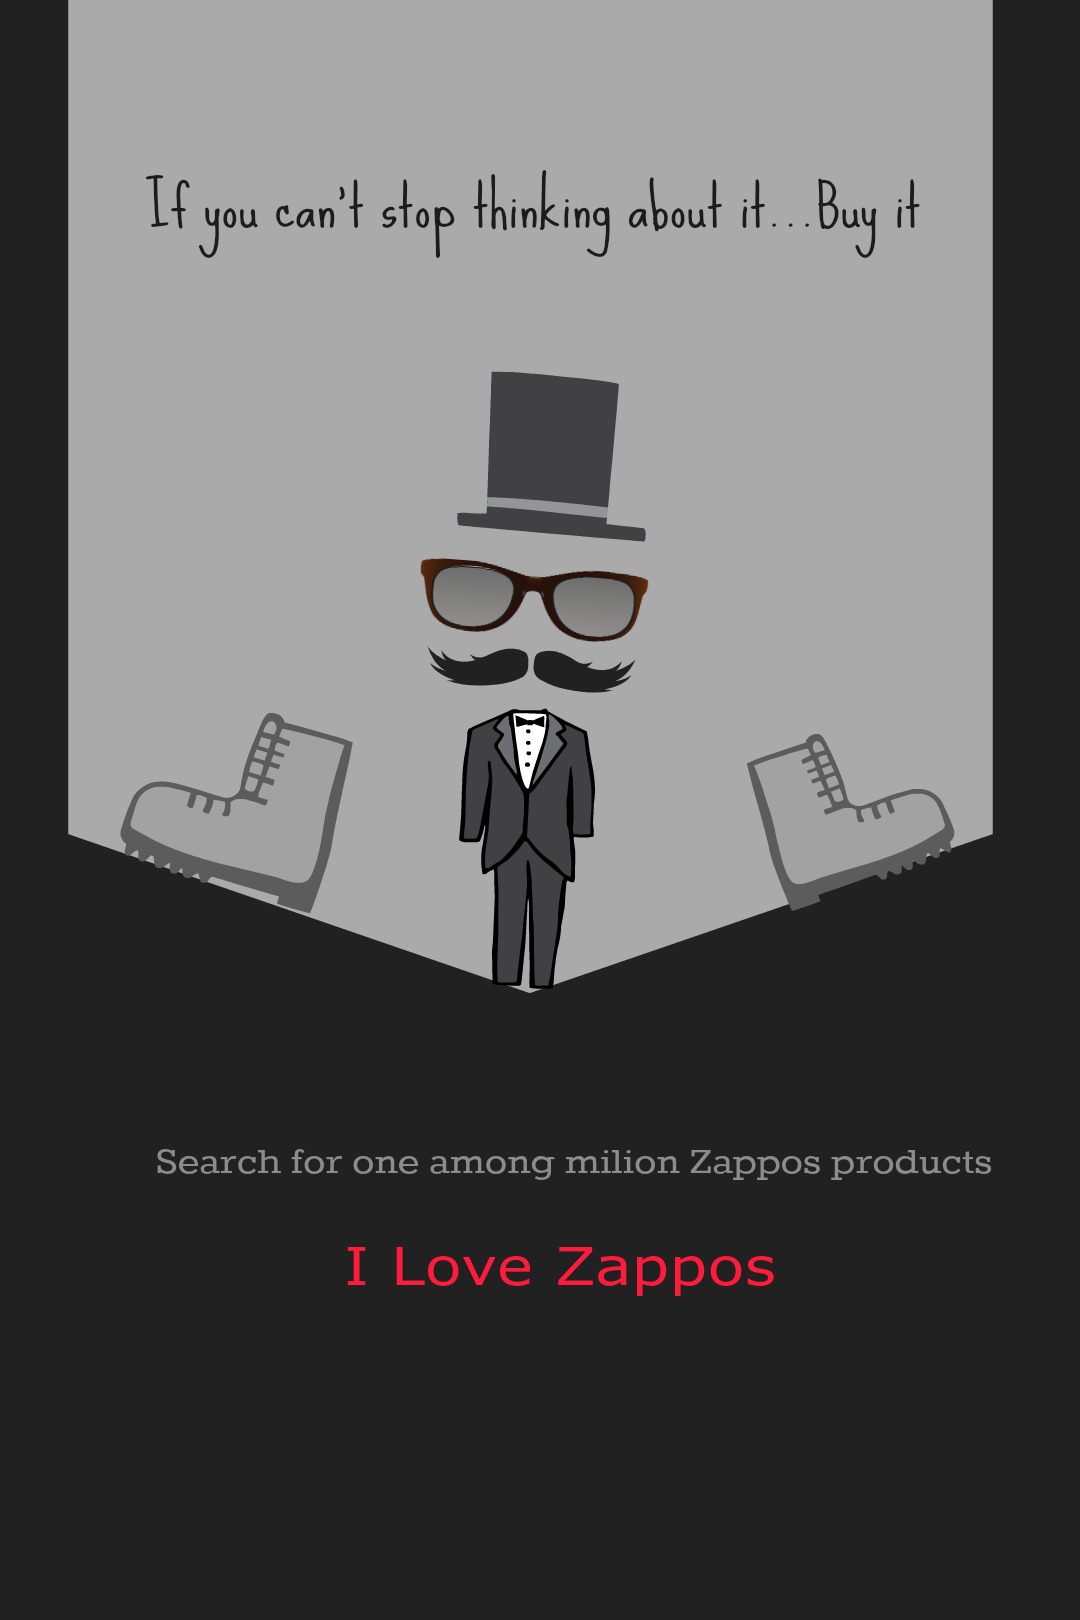 If you can't stop thinking about it...Buy it
Search for one among milion Zappos products
I Love Zappos